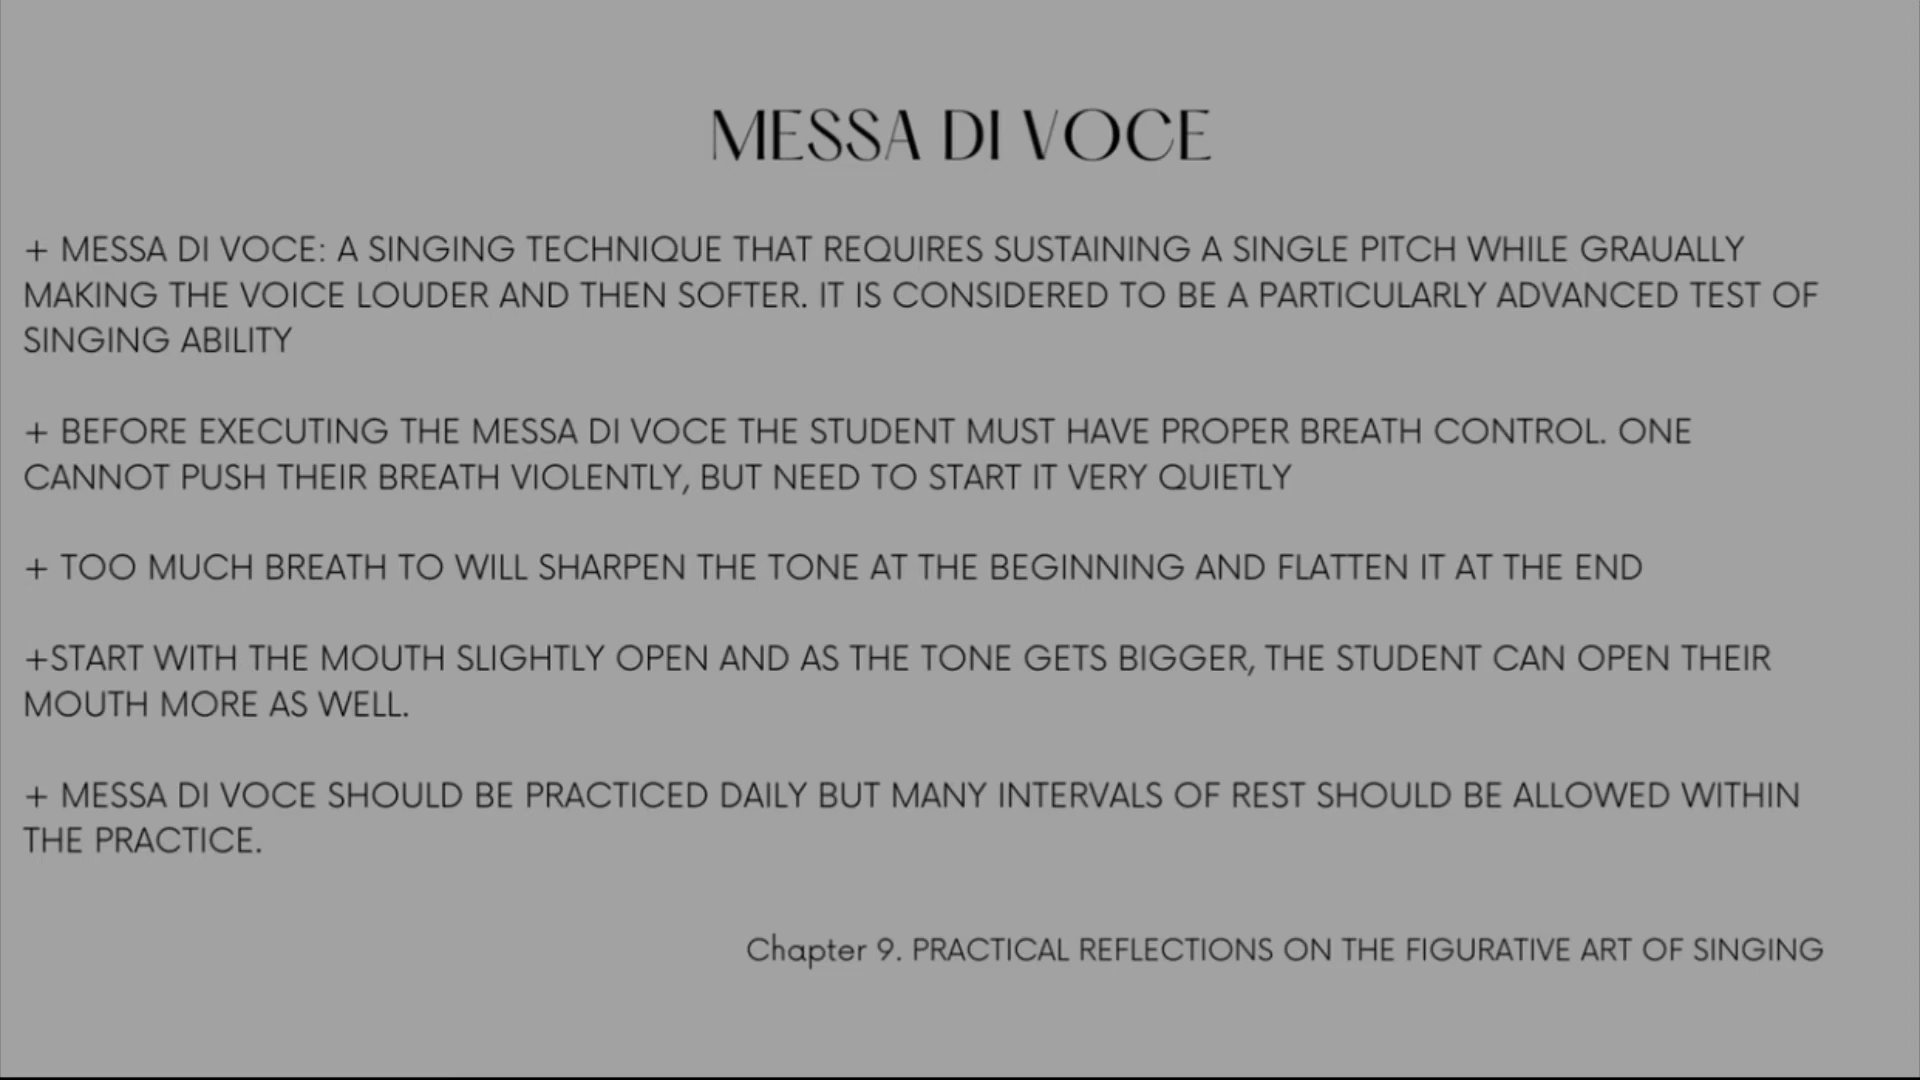 MESSA DI VOCE
+ MESSA DI VOCE: A SINGING TECHNIQUE THAT REQUIRES SUSTAINING A SINGLE PITCH WHILE GRAUALLY
MAKING THE VOICE LOUDER AND THEN SOFTER. IT IS CONSIDERED TO BE A PARTICULARLY ADVANCED TEST OF
SINGING ABILITY
+ BEFORE EXECUTING THE MESSA DI VOCE THE STUDENT MUST HAVE PROPER BREATH CONTROL. ONE
CANNOT PUSH THEIR BREATH VIOLENTLY, BUT NEED TO START IT VERY QUIETLY
+ TOO MUCH BREATH TO WILL SHARPEN THE TONE AT THE BEGINNING AND FLATTEN IT AT THE END
+START WITH THE MOUTH SLIGHTLY OPEN AND AS THE TONE GETS BIGGER, THE STUDENT CAN OPEN THEIR
MOUTH MORE AS WELL.
+ MESSA DI VOCE SHOULD BE PRACTICED DAILY BUT MANY INTERVALS OF REST SHOULD BE ALLOWED WITHIN
THE PRACTICE.
Chapter 9. PRACTICAL REFLECTIONS ON THE FIGURATIVE ART OF SINGING